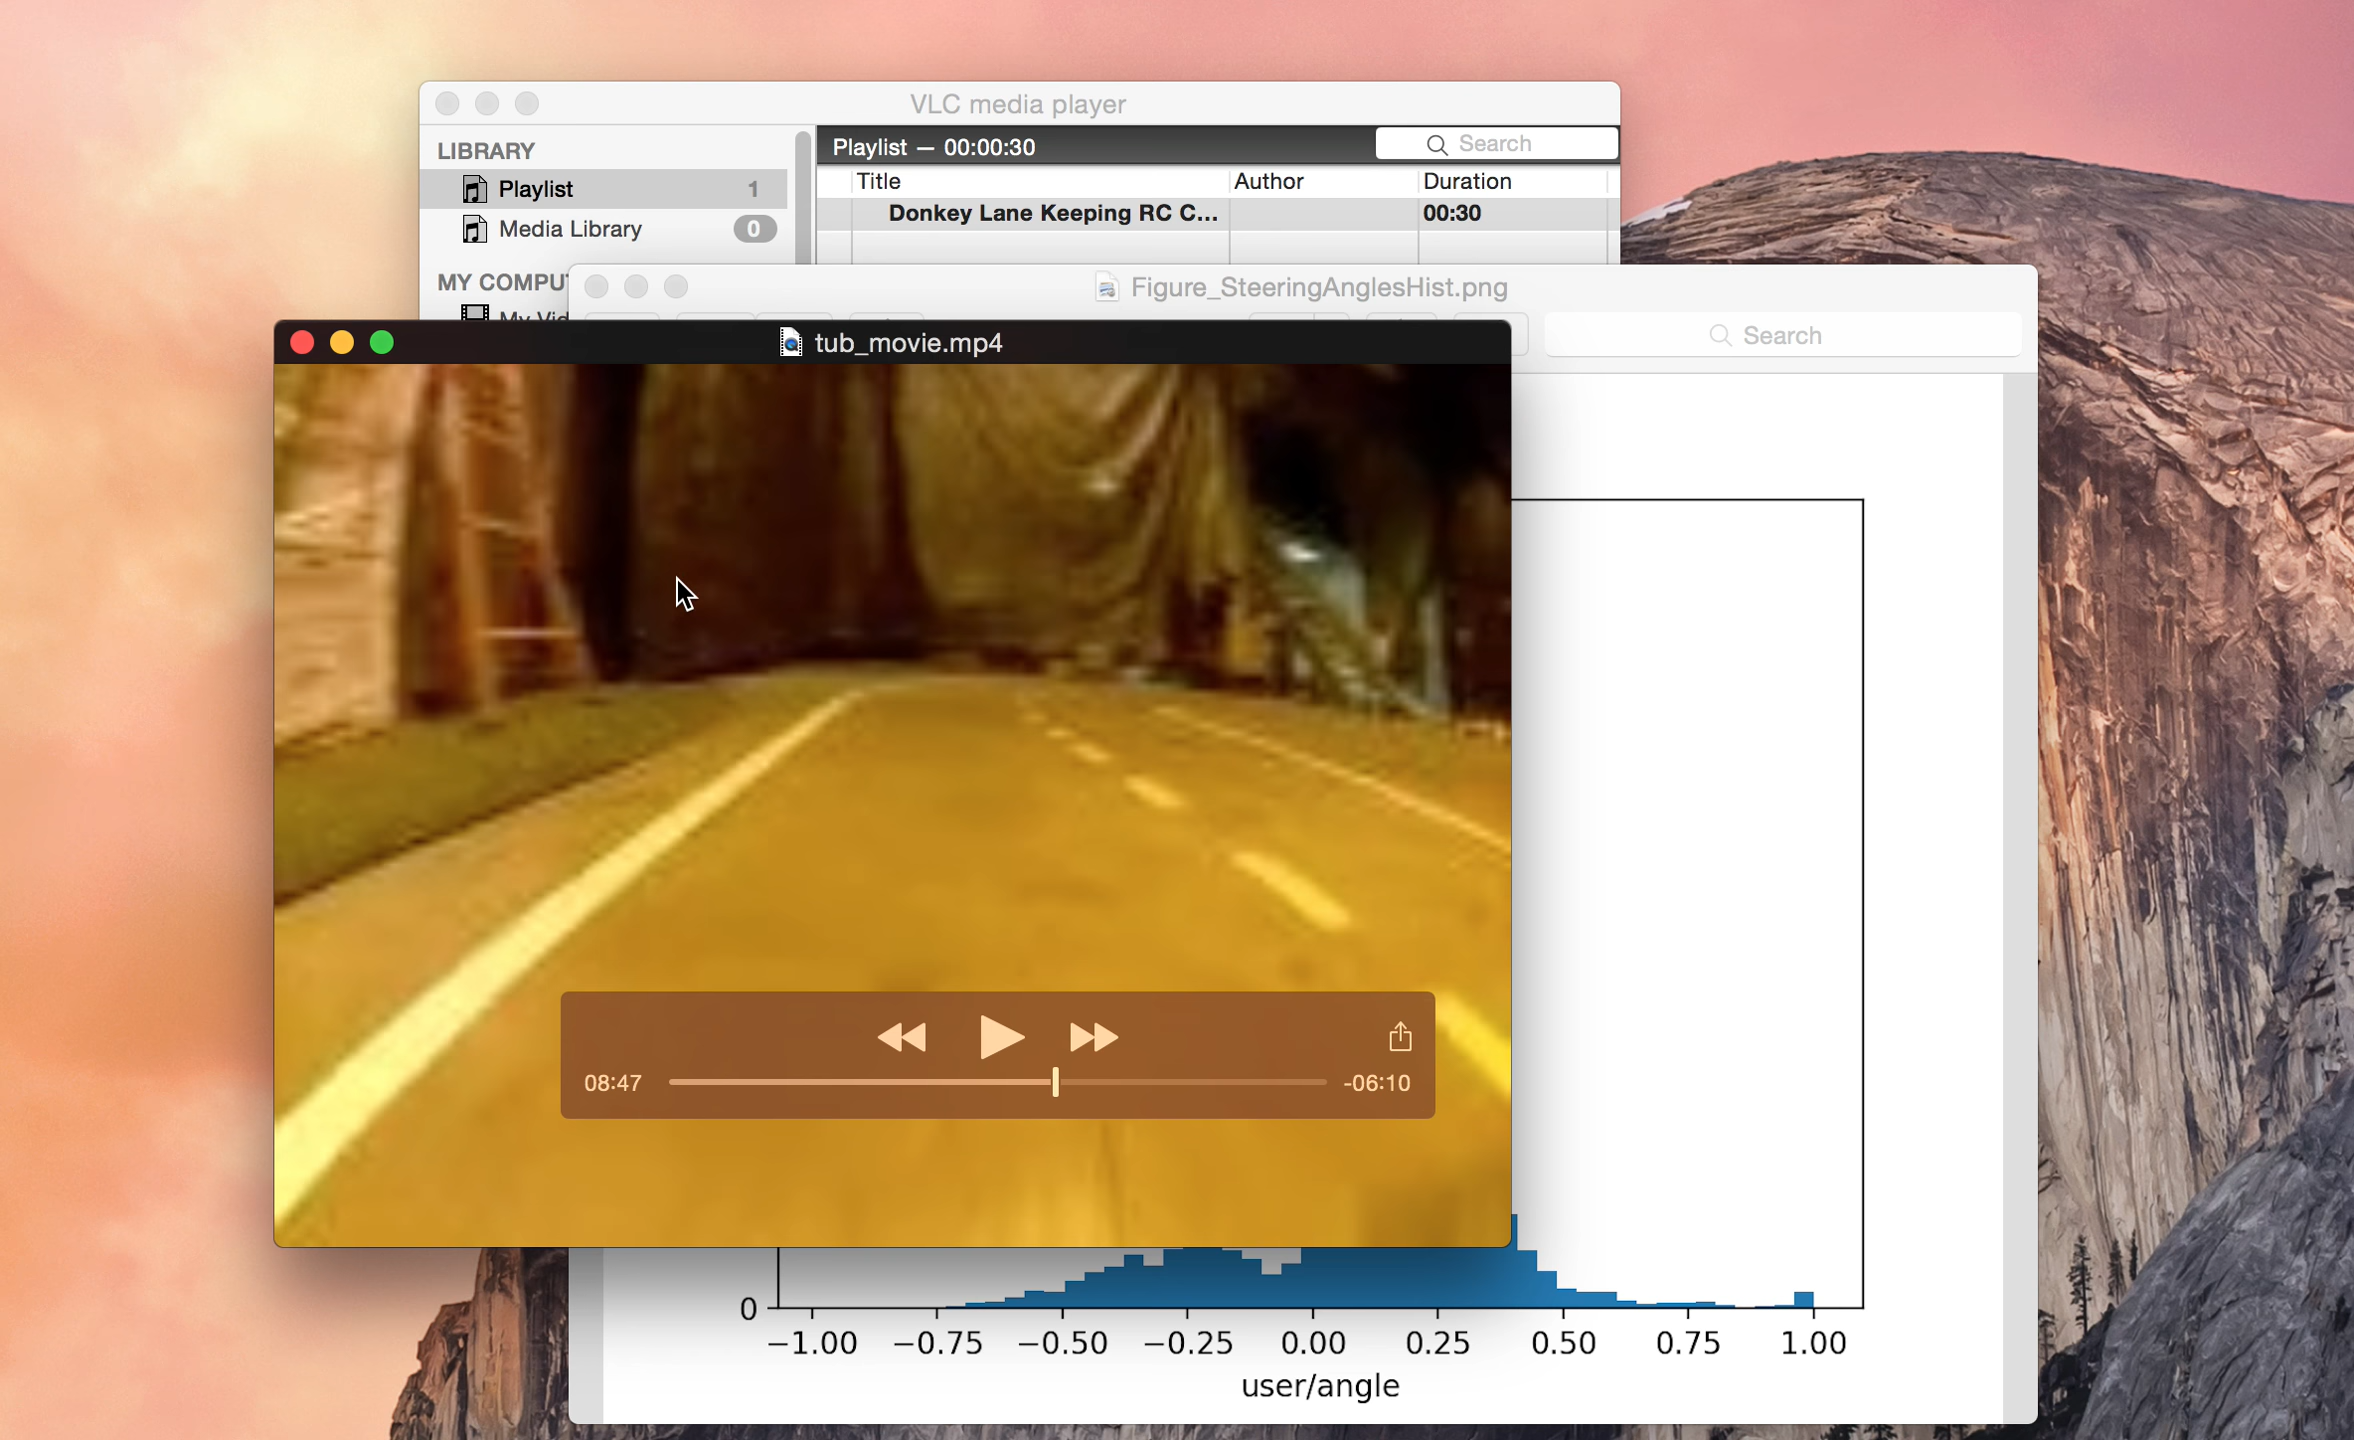 VLC media player
LIBRARY
Playlist — 00:00:30
Search
Title Author Duration
Playlist 1
Donkey Lane Keeping RC C... 00:30
Media Library 0
MY COMPU
Figure_SteeringAnglesHist.png
My Vid
Search
tub_movie.mp4
08:47 -06:10
0
−1.00 −0.75 −0.50 −0.25 0.00 0.25 0.50 0.75 1.00
user/angle